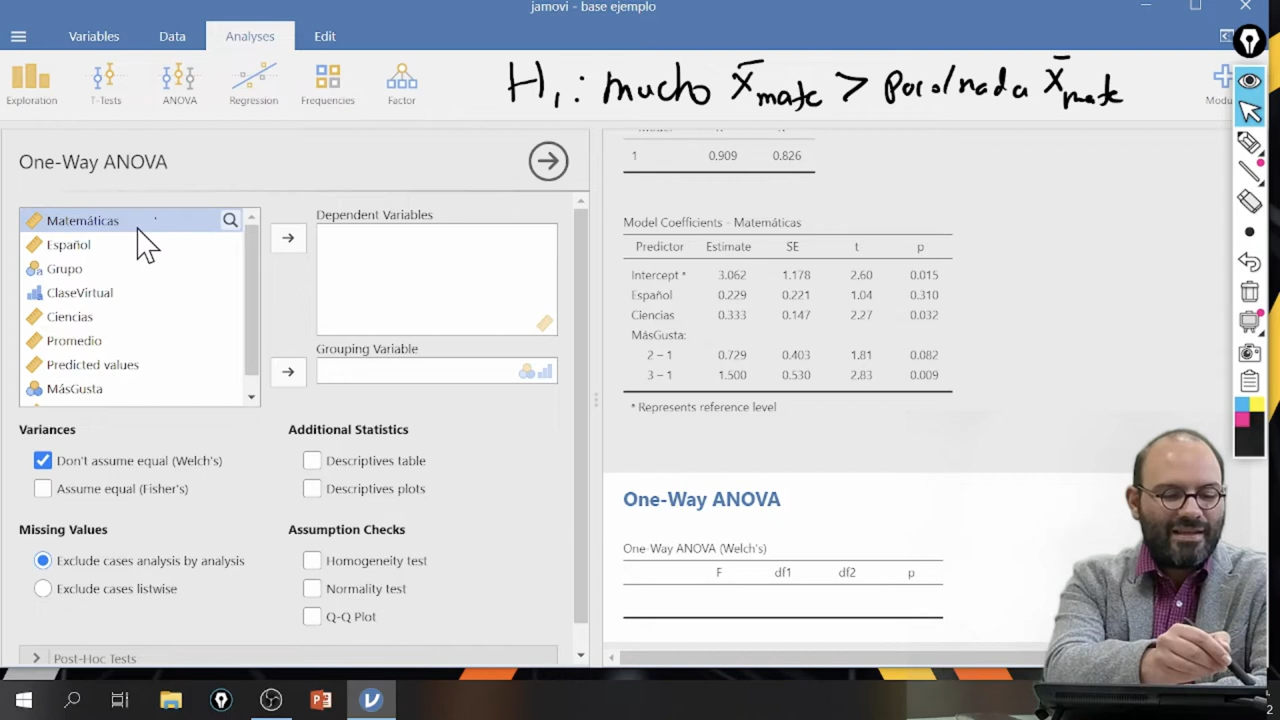 jamovi - base ejemplo
Variables Data Analyses Edit
Exploration T-Tests ANOVA Regression Frequencies Factor
H₁: mucho x̄mate > poco/nada x̄mate
One-Way ANOVA
Matemáticas
Español
Grupo
ClaseVirtual
Ciencias
Promedio
Predicted values
MásGusta
Dependent Variables
Grouping Variable
Variances
Don't assume equal (Welch's)
Assume equal (Fisher's)
Additional Statistics
Descriptives table
Descriptives plots
Missing Values
Exclude cases analysis by analysis
Exclude cases listwise
Assumption Checks
Homogeneity test
Normality test
Q-Q Plot
Post-Hoc Tests
1 0.909 0.826
Model Coefficients - Matemáticas
Predictor Estimate SE t p
Intercept ᵃ 3.062 1.178 2.60 0.015
Español 0.229 0.221 1.04 0.310
Ciencias 0.333 0.147 2.27 0.032
MásGusta:
2 – 1 0.729 0.403 1.81 0.082
3 – 1 1.500 0.530 2.83 0.009
ᵃ Represents reference level
One-Way ANOVA
One-Way ANOVA (Welch's)
F df1 df2 p